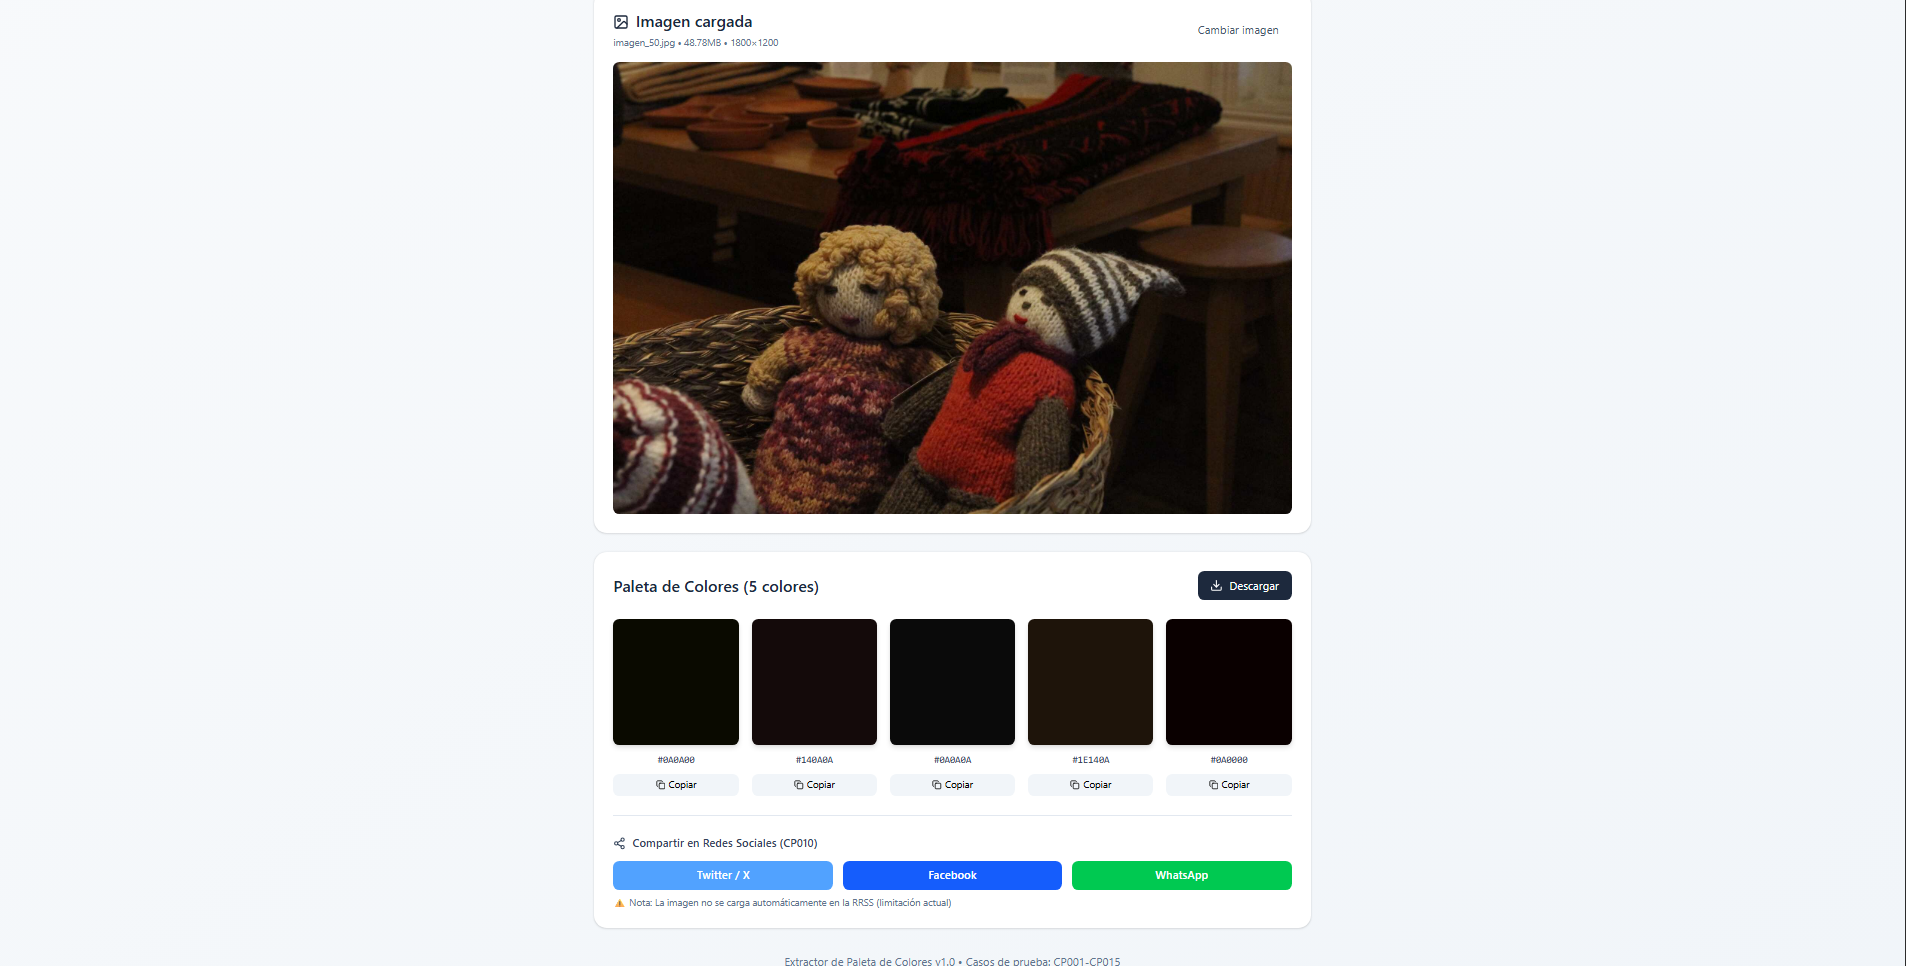 Imagen cargada
imagen_50.jpg • 48.78MB • 1800×1200
Cambiar imagen
Paleta de Colores (5 colores)
Descargar
#0A0A00
#140A0A
#0A0A0A
#1E140A
#0A0000
Copiar
Copiar
Copiar
Copiar
Copiar
Compartir en Redes Sociales (CP010)
Twitter / X
Facebook
WhatsApp
Nota: La imagen no se carga automáticamente en la RRSS (limitación actual)
Extractor de Paleta de Colores v1.0 • Casos de prueba: CP001-CP015